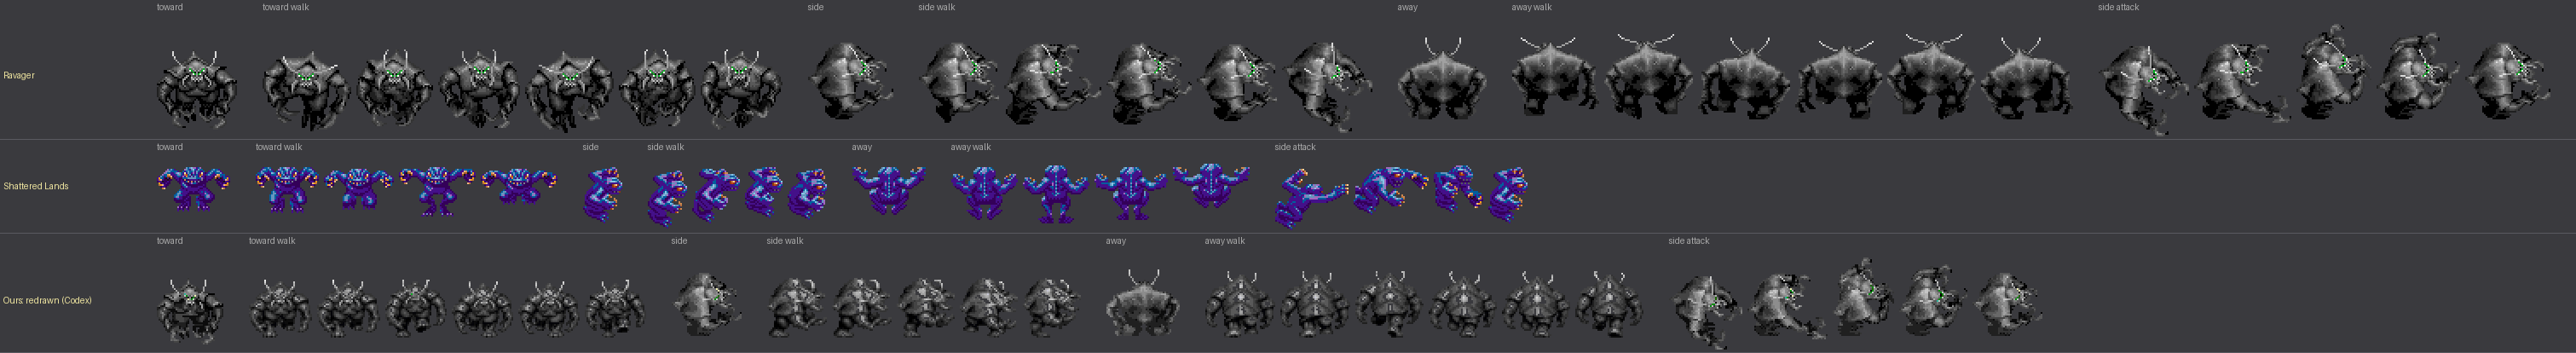 toward toward walk side side walk away away walk side attack
Ravager
toward toward walk side side walk away away walk side attack
Shattered Lands
toward toward walk side side walk away away walk side attack
Ours: redrawn (Codex)